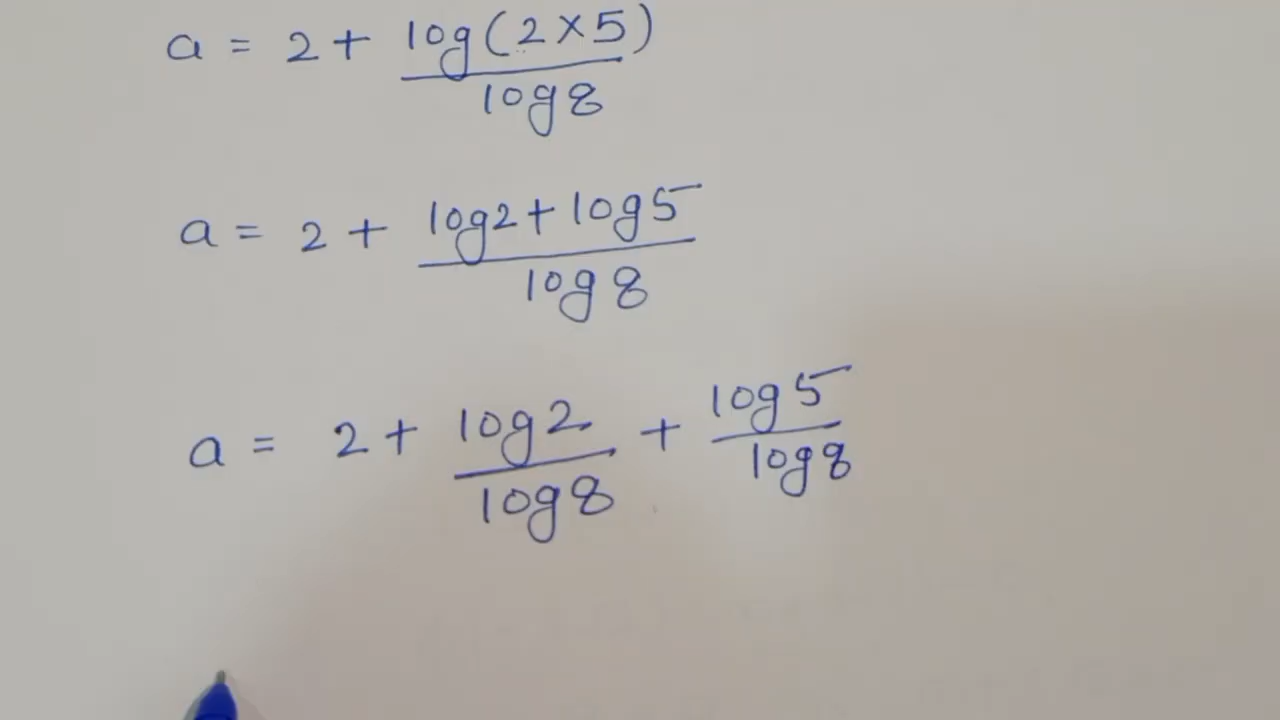 a = 2 + log(2×5) / log8
a = 2 + log2 + log5 / log8
a = 2 + log2 / log8 + log5 / log8